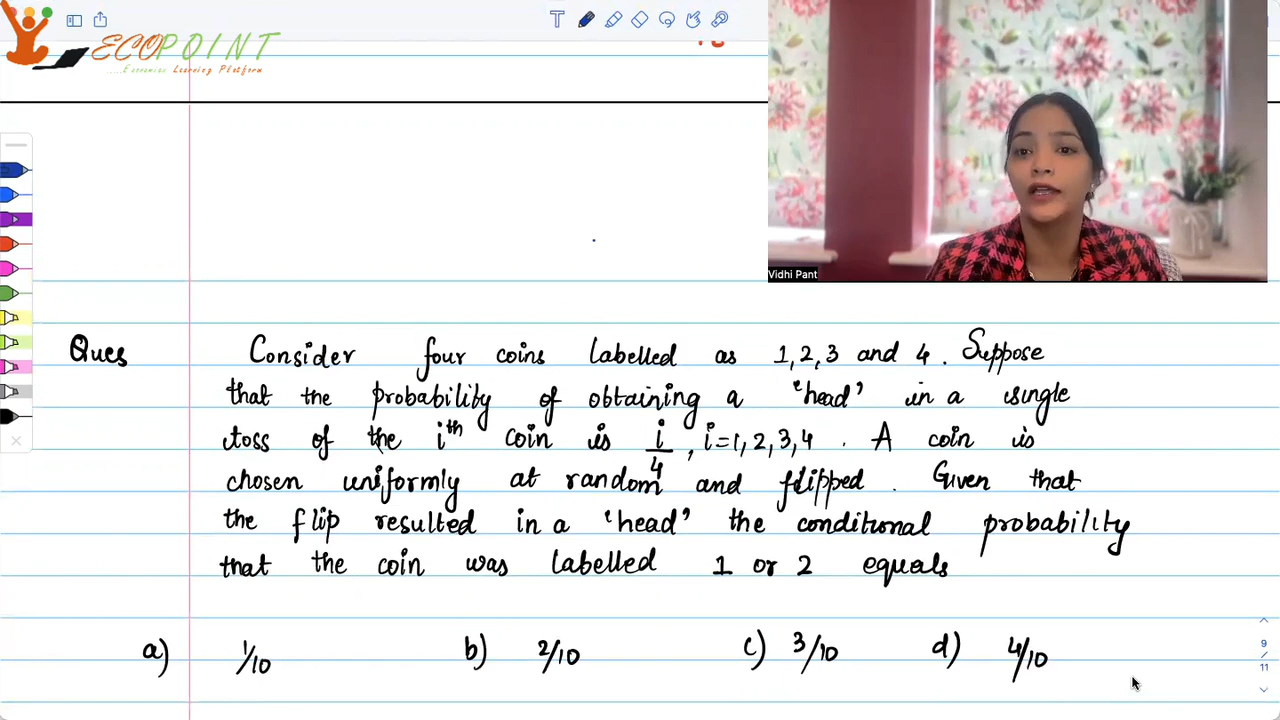 ECOPOINT
.....Economics Learning Platform
Vidhi Pant
Ques Consider four coins labelled as 1,2,3 and 4. Suppose
that the probability of obtaining a 'head' in a single
toss of the ith coin is i/4, i=1,2,3,4. A coin is
chosen uniformly at random and flipped. Given that
the flip resulted in a 'head' the conditional probability
that the coin was labelled 1 or 2 equals
a) 1/10 b) 2/10 c) 3/10 d) 4/10
9
/
11